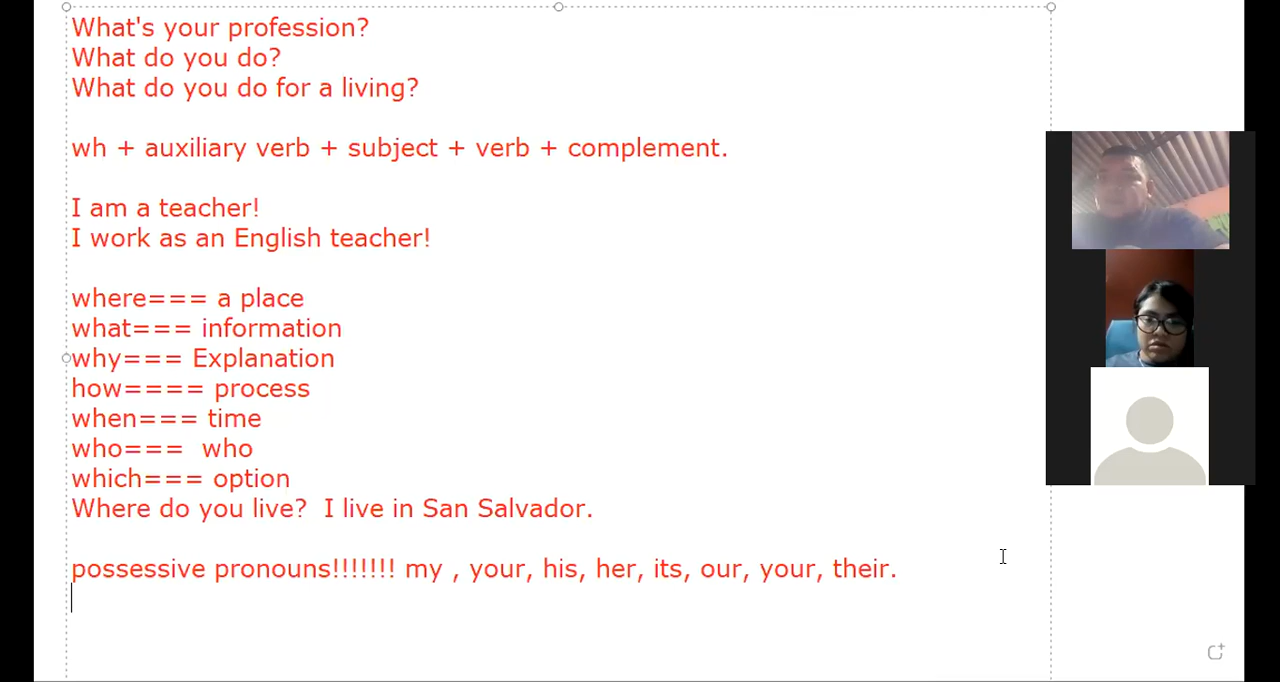 What's your profession?
What do you do?
What do you do for a living?
wh + auxiliary verb + subject + verb + complement.
I am a teacher!
I work as an English teacher!
where=== a place
what=== information
why=== Explanation
how==== process
when=== time
who===  who
which=== option
Where do you live?  I live in San Salvador.
possessive pronouns!!!!!!! my , your, his, her, its, our, your, their.